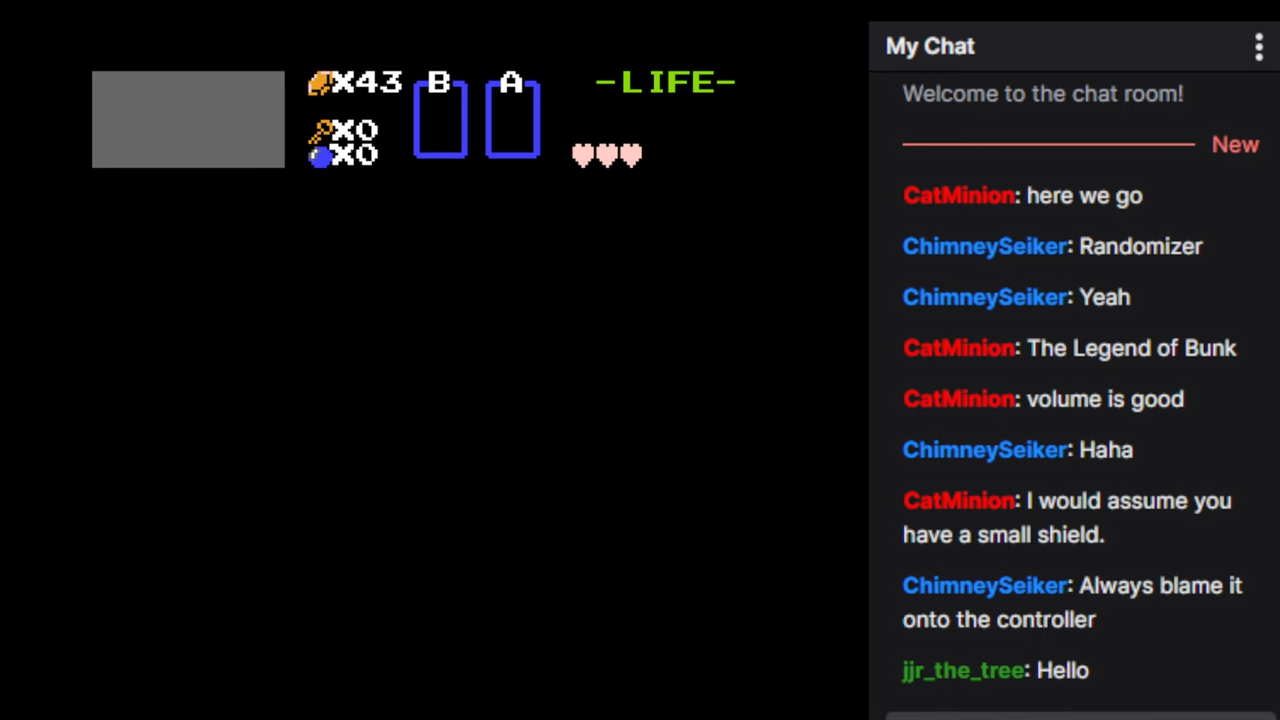 X43 B A -LIFE-
X0
X0
My Chat
Welcome to the chat room!
New
CatMinion: here we go
ChimneySeiker: Randomizer
ChimneySeiker: Yeah
CatMinion: The Legend of Bunk
CatMinion: volume is good
ChimneySeiker: Haha
CatMinion: I would assume you
have a small shield.
ChimneySeiker: Always blame it
onto the controller
jjr_the_tree: Hello